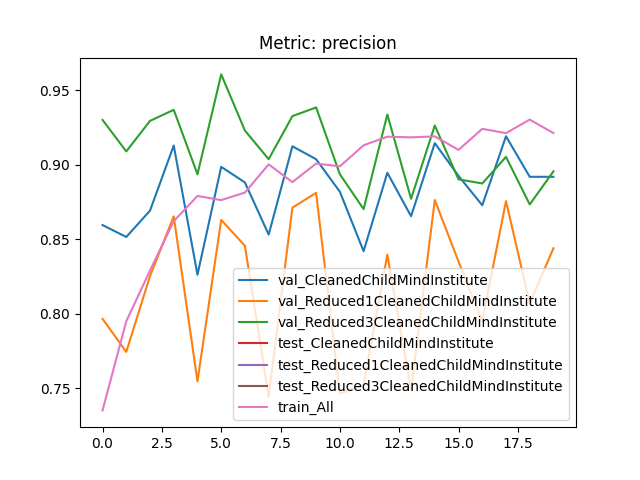 Metric: precision
0.95
0.90
0.85
0.80
0.75
val_CleanedChildMindInstitute
val_Reduced1CleanedChildMindInstitute
val_Reduced3CleanedChildMindInstitute
test_CleanedChildMindInstitute
test_Reduced1CleanedChildMindInstitute
test_Reduced3CleanedChildMindInstitute
train_All
0.0 2.5 5.0 7.5 10.0 12.5 15.0 17.5